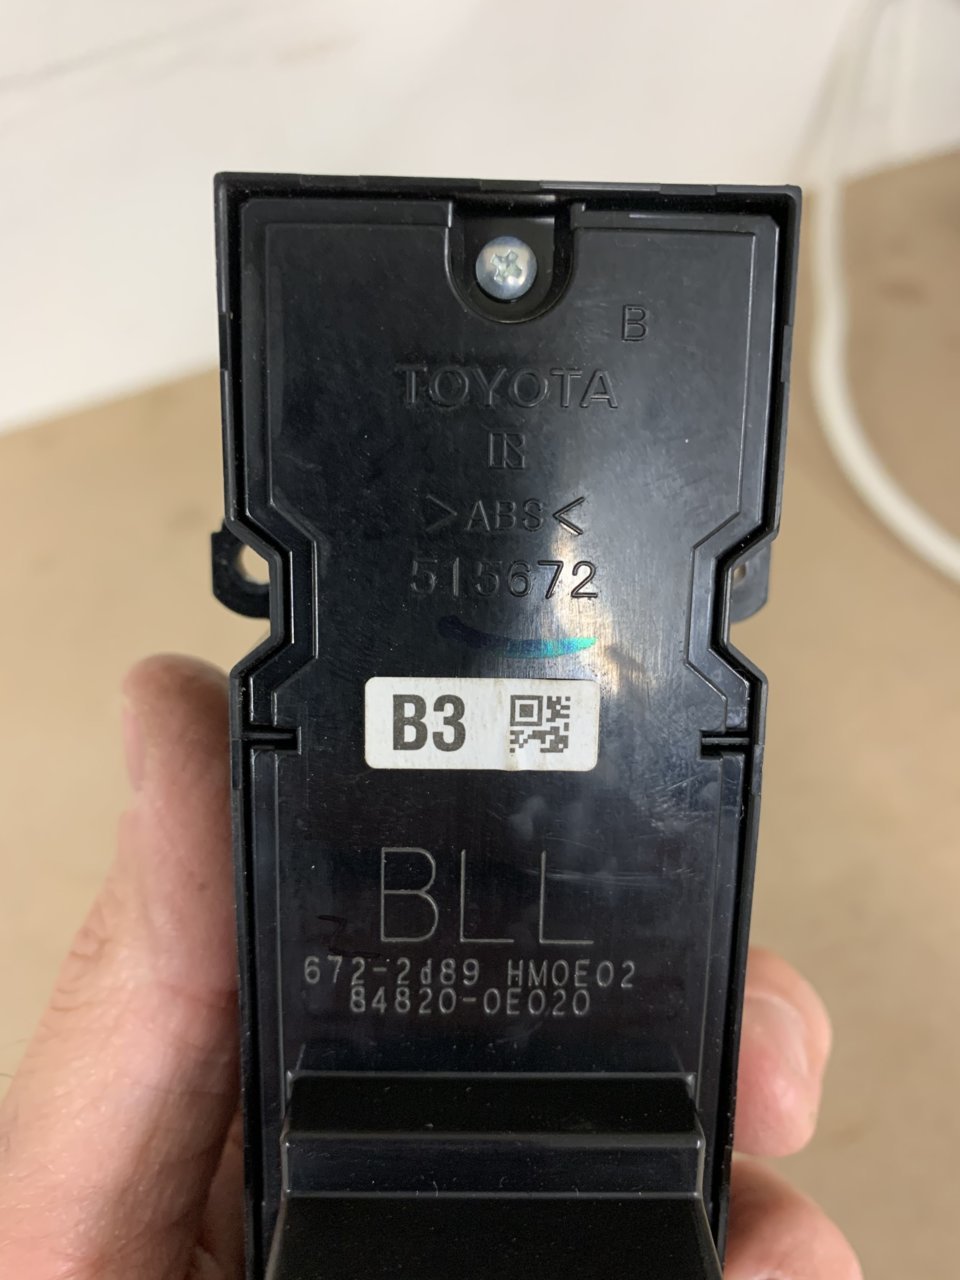 B
TOYOTA
R
>ABS<
515672
B3
BLL
672-2d89 HM0E02
84820-0E020